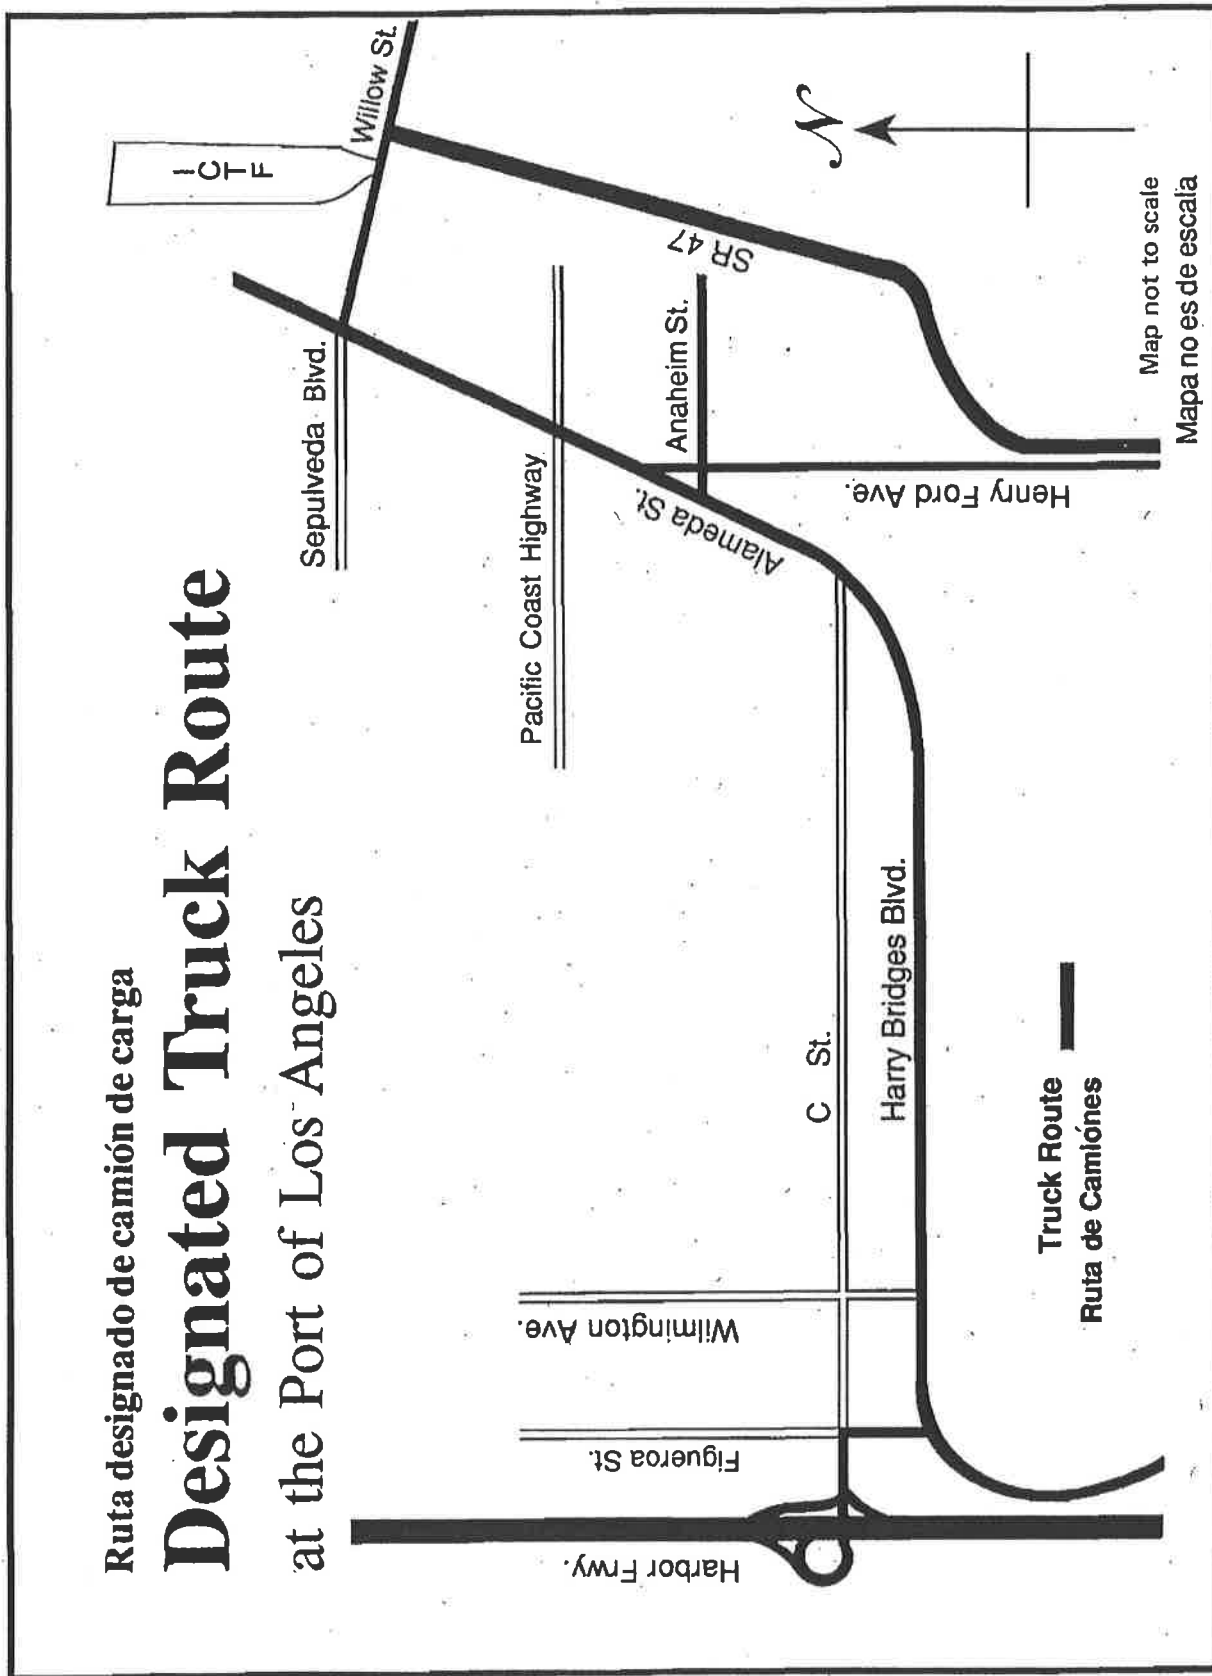 Ruta designado de camión de carga
Designated Truck Route
at the Port of Los Angeles
I
C
T
F
Willow St.
Sepulveda Blvd.
Pacific Coast Highway
SR 47
Anaheim St.
Alameda St.
Henry Ford Ave.
C St.
Harry Bridges Blvd.
Wilmington Ave.
Figueroa St.
Harbor Frwy.
N
Truck Route
Ruta de Camiónes
Map not to scale
Mapa no es de escala